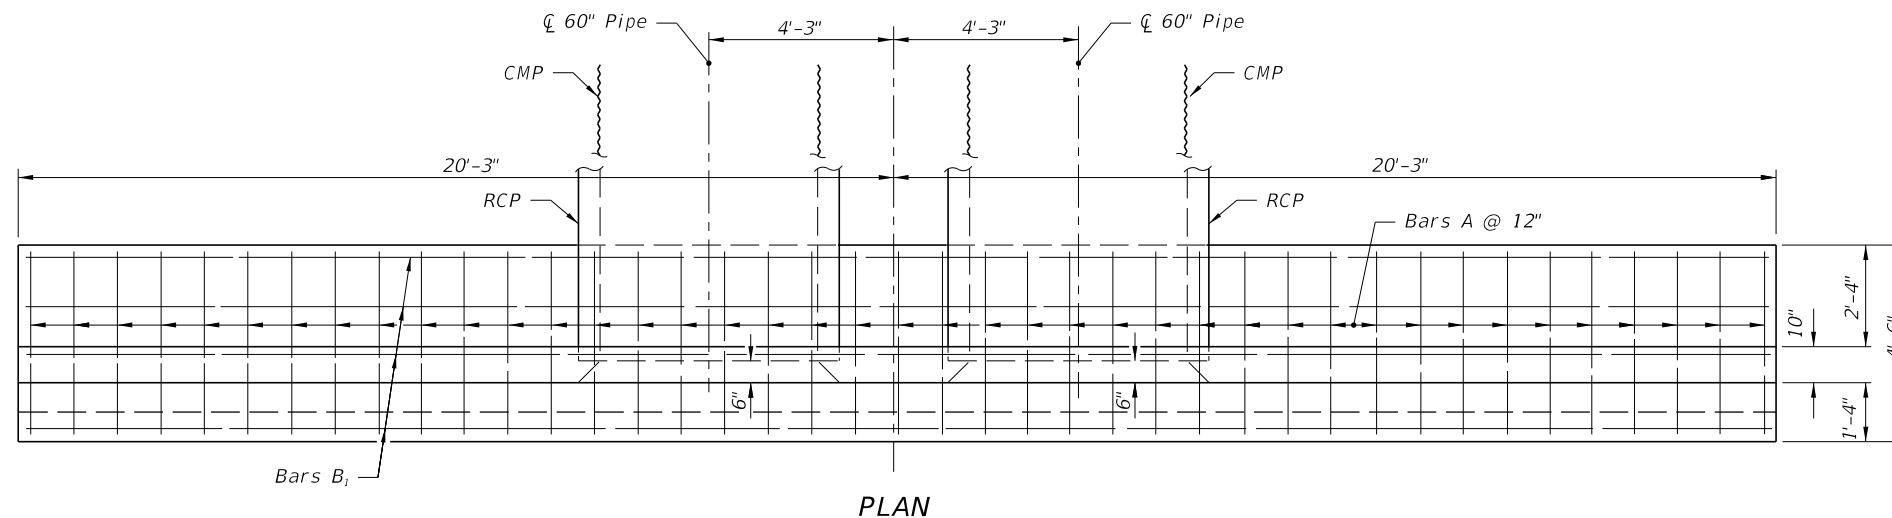 ℄ 60" Pipe
4'-3"
4'-3"
℄ 60" Pipe
CMP
CMP
20'-3"
20'-3"
RCP
RCP
Bars A @ 12"
2'-4"
10"
6"
6"
1'-4"
Bars B₁
PLAN